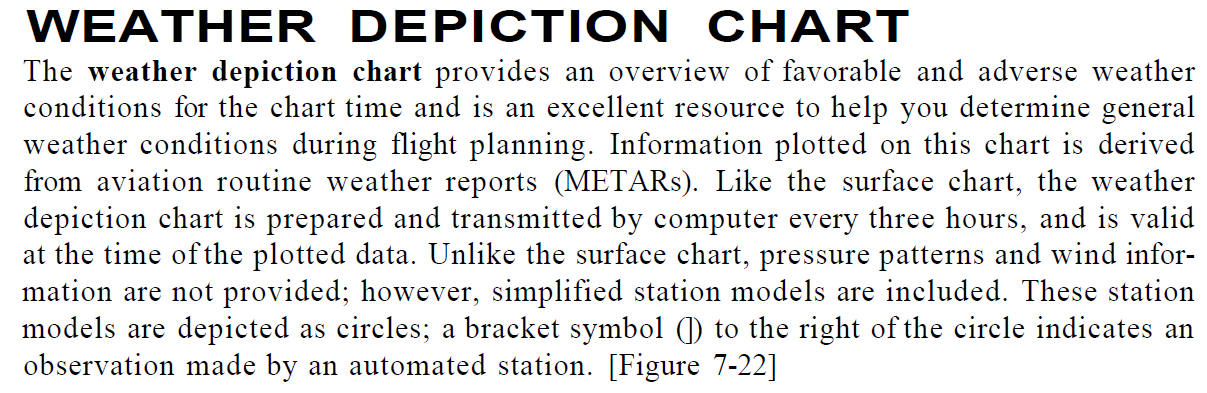 WEATHER DEPICTION CHART
The weather depiction chart provides an overview of favorable and adverse weather
conditions for the chart time and is an excellent resource to help you determine general
weather conditions during flight planning. Information plotted on this chart is derived
from aviation routine weather reports (METARs). Like the surface chart, the weather
depiction chart is prepared and transmitted by computer every three hours, and is valid
at the time of the plotted data. Unlike the surface chart, pressure patterns and wind infor-
mation are not provided; however, simplified station models are included. These station
models are depicted as circles; a bracket symbol (]) to the right of the circle indicates an
observation made by an automated station. [Figure 7-22]